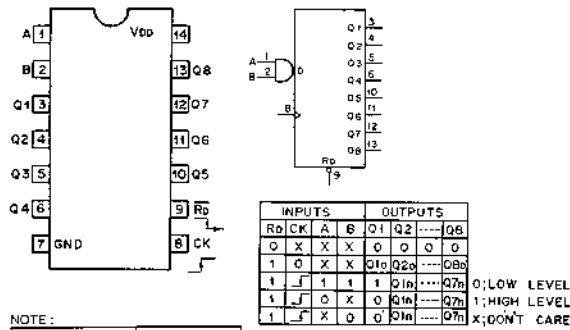 A 1 VDD 14
B 2 13 Q8
Q1 3 12 Q7
Q2 4 11 Q6
Q3 5 10 Q5
Q4 6 9 RD
7 GND 8 CK
NOTE :
A 1
B 2
D
8
Q1 3
Q2 4
Q3 5
Q4 6
Q5 10
Q6 11
Q7 12
Q8 13
RD
9
INPUTS OUTPUTS
RD CK A B Q1 Q2 ---- Q8
0 X X X 0 0 0 0
1 0 X X Q10 Q20 ---- Q80
1 1 1 1 Q1n ---- Q7n 0;LOW LEVEL
1 0 X 0 Q1n ---- Q7n 1;HIGH LEVEL
1 X 0 0 Q1n ---- Q7n X;DON'T CARE